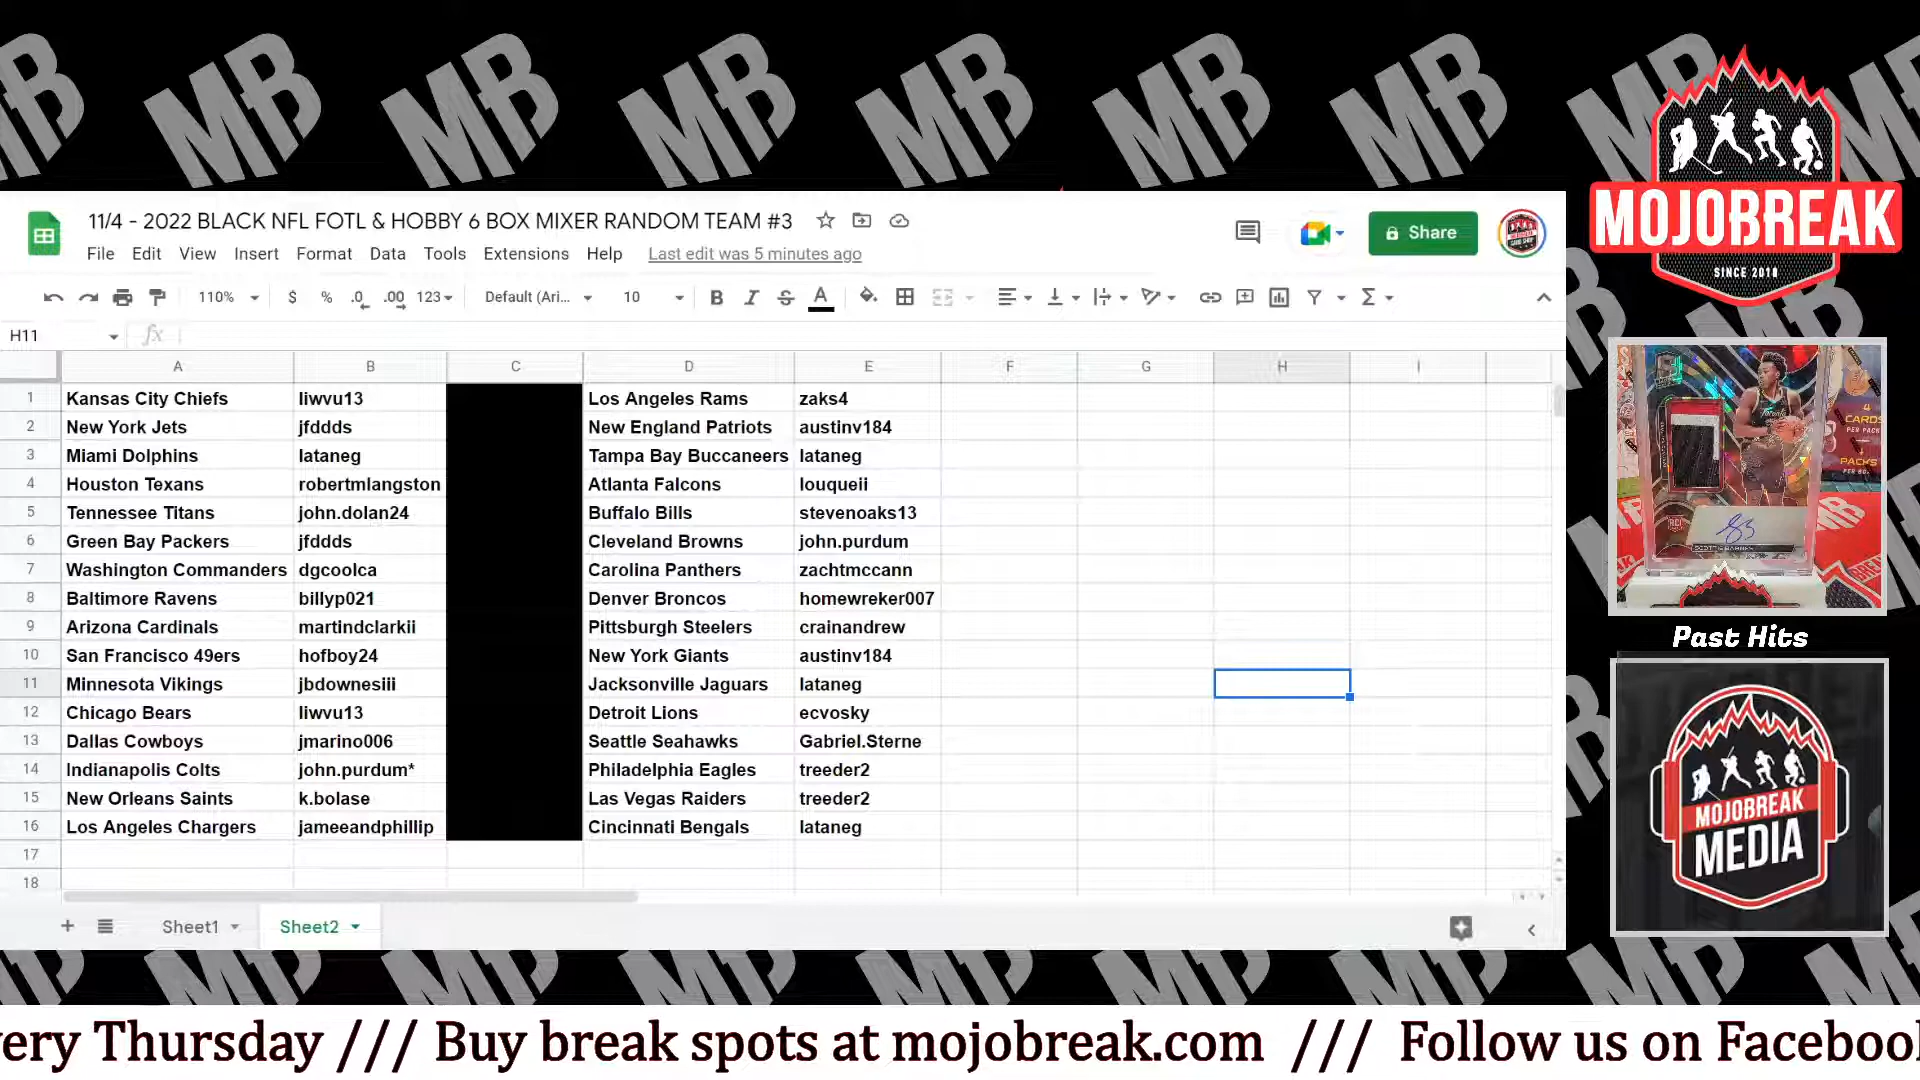 11/4 - 2022 BLACK NFL FOTL & HOBBY 6 BOX MIXER RANDOM TEAM #3
File Edit View Insert Format Data Tools Extensions Help Last edit was 5 minutes ago
Share
110% $ % .0 .00 123 Default (Ari... 10 B I S A
H11 fx
A B C D E F G H I
1 Kansas City Chiefs liwvu13 Los Angeles Rams zaks4
2 New York Jets jfddds New England Patriots austinv184
3 Miami Dolphins lataneg Tampa Bay Buccaneers lataneg
4 Houston Texans robertmlangston Atlanta Falcons louqueii
5 Tennessee Titans john.dolan24 Buffalo Bills stevenoaks13
6 Green Bay Packers jfddds Cleveland Browns john.purdum
7 Washington Commanders dgcoolca Carolina Panthers zachtmccann
8 Baltimore Ravens billyp021 Denver Broncos homewreker007
9 Arizona Cardinals martindclarkii Pittsburgh Steelers crainandrew
10 San Francisco 49ers hofboy24 New York Giants austinv184
11 Minnesota Vikings jbdownesiii Jacksonville Jaguars lataneg
12 Chicago Bears liwvu13 Detroit Lions ecvosky
13 Dallas Cowboys jmarino006 Seattle Seahawks Gabriel.Sterne
14 Indianapolis Colts john.purdum* Philadelphia Eagles treeder2
15 New Orleans Saints k.bolase Las Vegas Raiders treeder2
16 Los Angeles Chargers jameeandphillip Cincinnati Bengals lataneg
17
18
Sheet1 Sheet2
MOJOBREAK
SINCE 2010
Past Hits
MOJOBREAK
MEDIA
very Thursday /// Buy break spots at mojobreak.com /// Follow us on Facebook